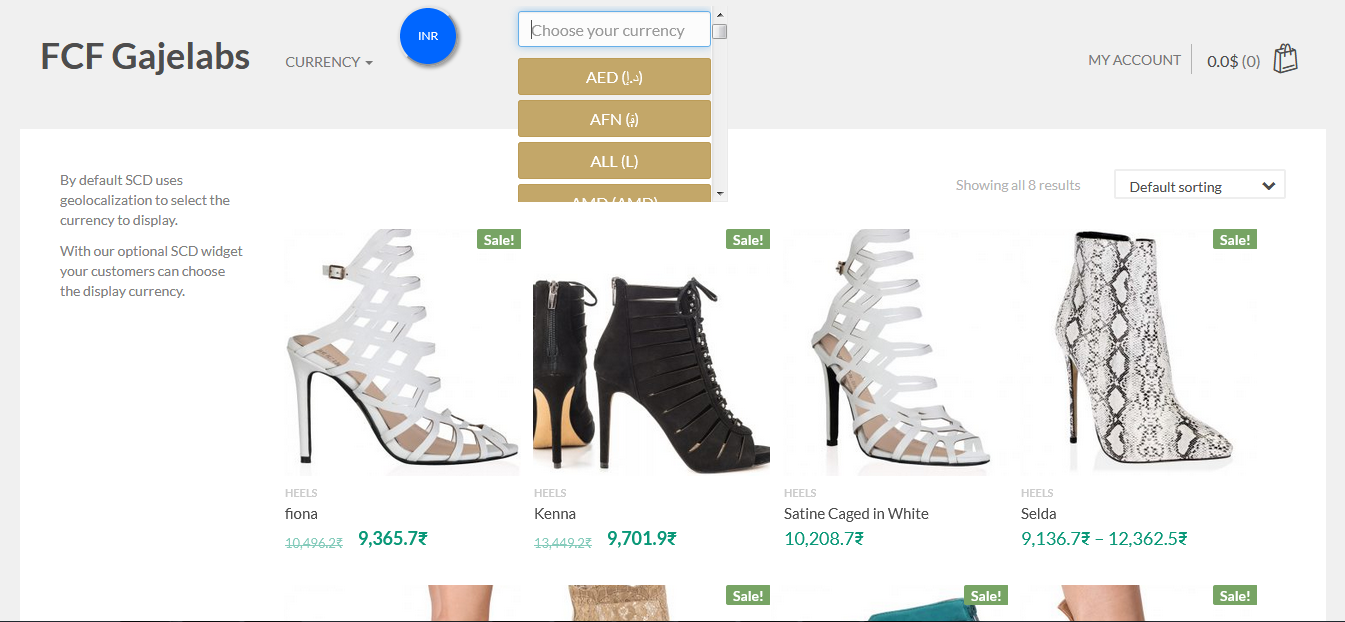 FCF Gajelabs
CURRENCY
INR
Choose your currency
AED (د.إ)
AFN (؋)
ALL (L)
AMD (AMD)
MY ACCOUNT
0.0$ (0)
By default SCD uses
geolocalization to select the
currency to display.
With our optional SCD widget
your customers can choose
the display currency.
Showing all 8 results
Default sorting
Sale!
Sale!
Sale!
HEELS
fiona
10,496.2₹ 9,365.7₹
HEELS
Kenna
13,449.2₹ 9,701.9₹
HEELS
Satine Caged in White
10,208.7₹
HEELS
Selda
9,136.7₹ – 12,362.5₹
Sale!
Sale!
Sale!